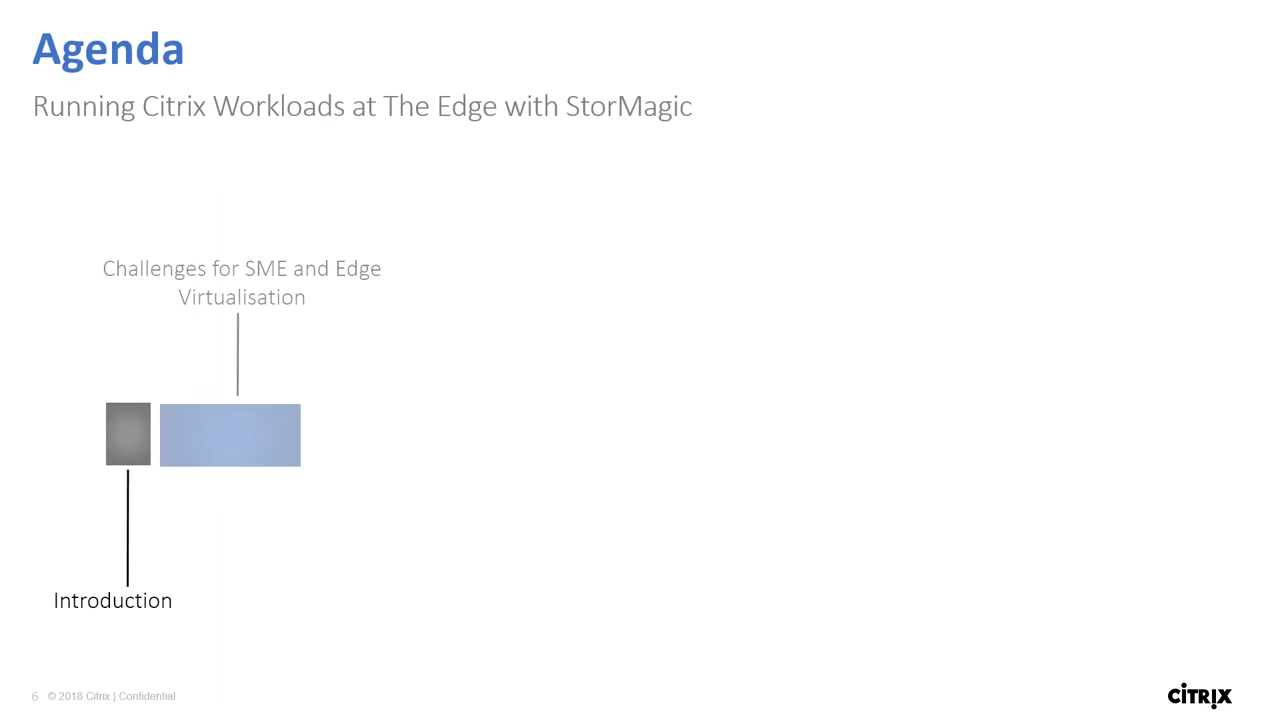 Agenda
Running Citrix Workloads at The Edge with StorMagic
Challenges for SME and Edge
Virtualisation
Introduction
6 © 2018 Citrix | Confidential
CITRIX